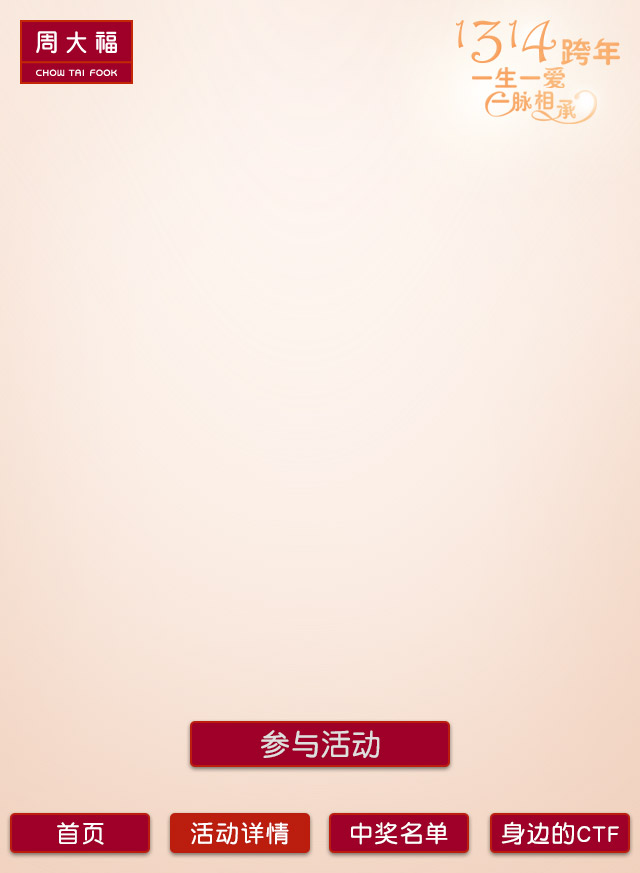 周大福
CHOW TAI FOOK
1314跨年
一生一爱
一脉相承
参与活动
首页
活动详情
中奖名单
身边的CTF